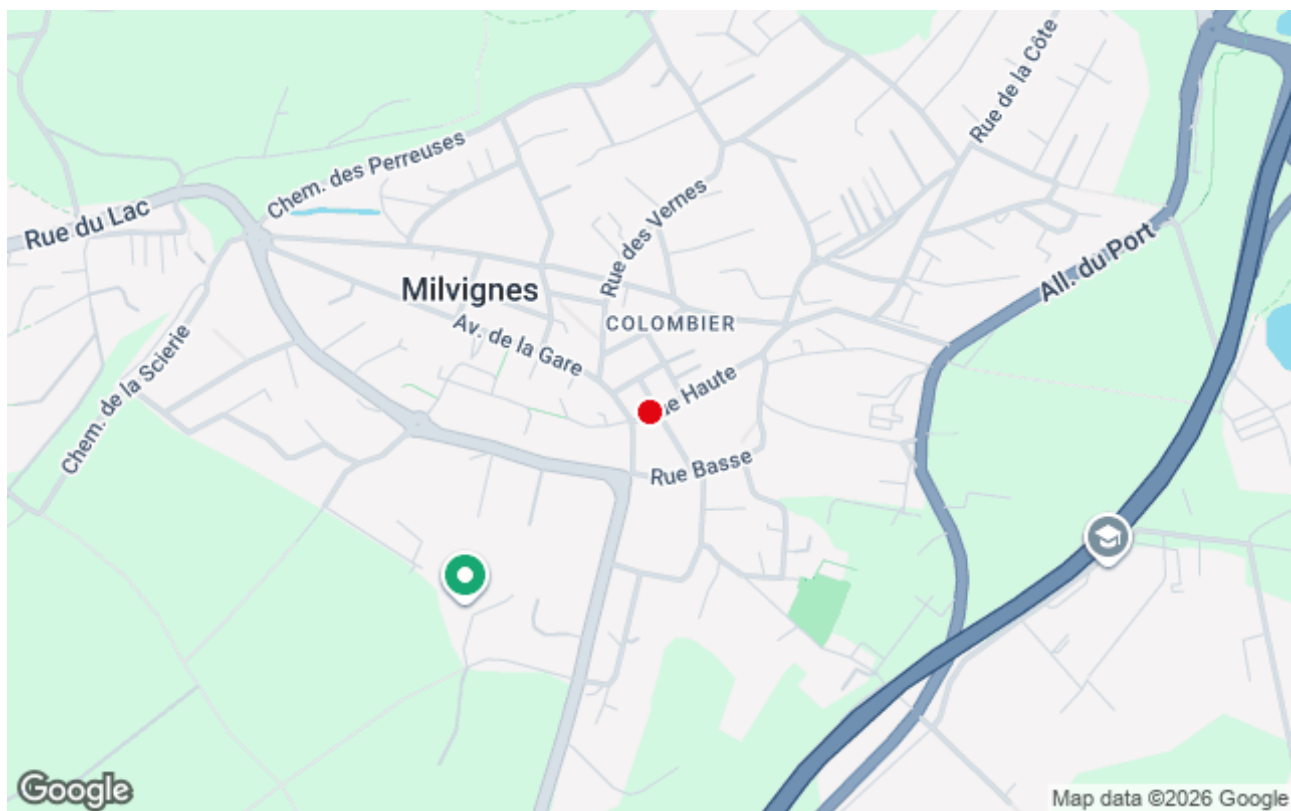 Rue de la Côte
Chem. des Perreuses
Rue du Lac
Rue des Vernes
All. du Port
Milvignes
COLOMBIER
Av. de la Gare
Chem. de la Scierie
Haute
Rue Basse
Google
Map data ©2026 Google